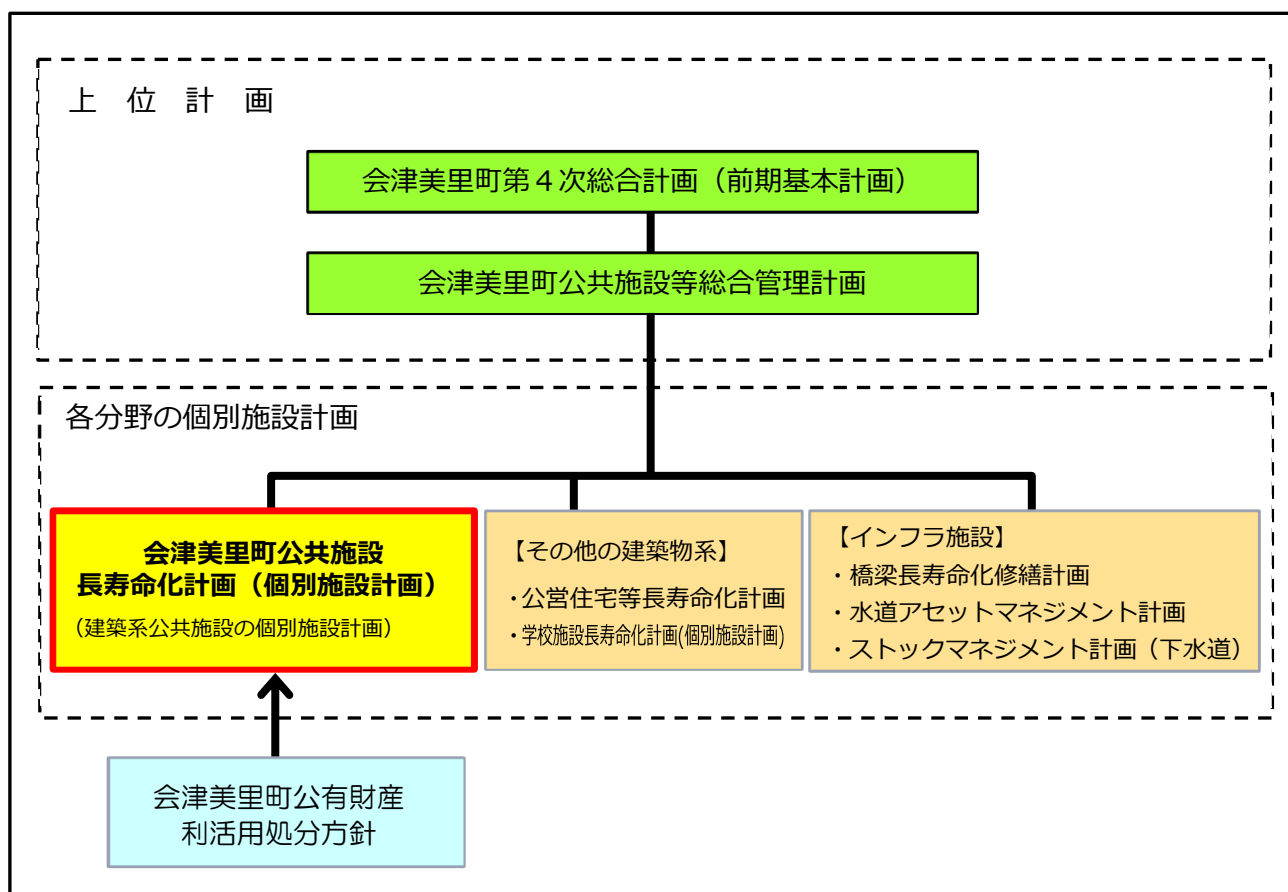 上　位　計　画
会津美里町第４次総合計画（前期基本計画）
会津美里町公共施設等総合管理計画
各分野の個別施設計画
会津美里町公共施設
長寿命化計画（個別施設計画）
（建築系公共施設の個別施設計画）
【その他の建築物系】
・公営住宅等長寿命化計画
・学校施設長寿命化計画(個別施設計画)
【インフラ施設】
・橋梁長寿命化修繕計画
・水道アセットマネジメント計画
・ストックマネジメント計画（下水道）
会津美里町公有財産
利活用処分方針